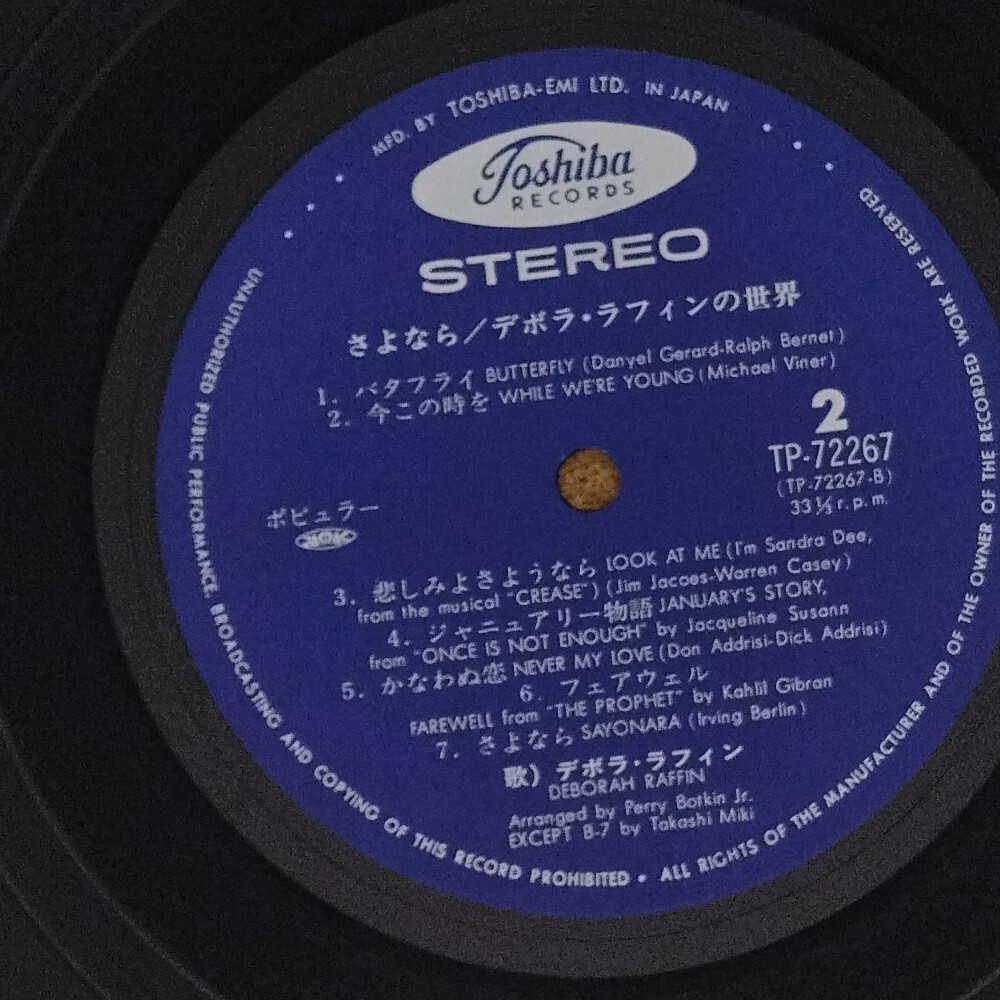 MFD. BY TOSHIBA-EMI LTD. IN JAPAN
Toshiba
RECORDS
STEREO
さよなら／デボラ・ラフィンの世界
1. バタフライ BUTTERFLY (Danyel Gerard-Ralph Bernet)
2. 今この時を WHILE WE'RE YOUNG (Michael Viner)
2
TP-72267
(TP-72267-B)
33⅓ r.p.m.
ポピュラー
3. 悲しみよさようなら LOOK AT ME (I'm Sandra Dee,
from the musical "CREASE") (Jim Jacoes-Warren Casey)
4. ジャニュアリー物語 JANUARY'S STORY,
from "ONCE IS NOT ENOUGH" by Jacqueline Susann
5. かなわぬ恋 NEVER MY LOVE (Don Addrisi-Dick Addrisi)
6. フェアウェル
FAREWELL from "THE PROPHET" by Kahlil Gibran
7. さよなら SAYONARA (Irving Berlin)
歌） デボラ・ラフィン
DEBORAH RAFFIN
Arranged by Perry Botkin Jr.
EXCEPT B-7 by Takashi Miki
UNAUTHORIZED PUBLIC PERFORMANCE, BROADCASTING AND COPYING OF THIS RECORD PROHIBITED • ALL RIGHTS OF THE MANUFACTURER AND OF THE OWNER OF THE RECORDED WORK ARE RESERVED